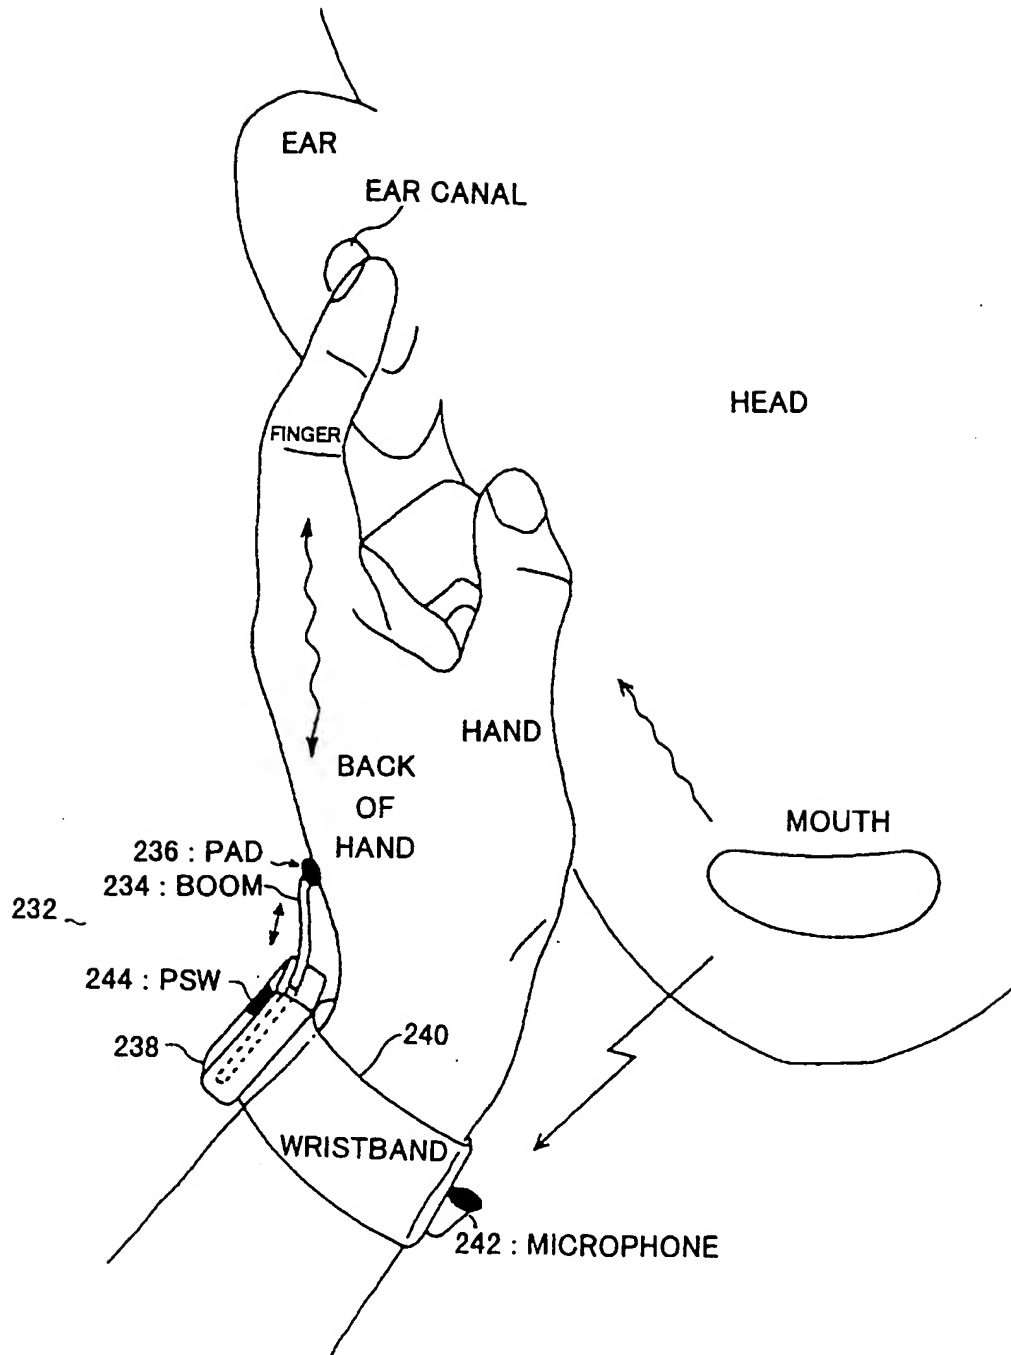 EAR
EAR CANAL
HEAD
FINGER
HAND
BACK
OF
HAND
MOUTH
236 : PAD
234 : BOOM
232
244 : PSW
238
240
WRISTBAND
242 : MICROPHONE